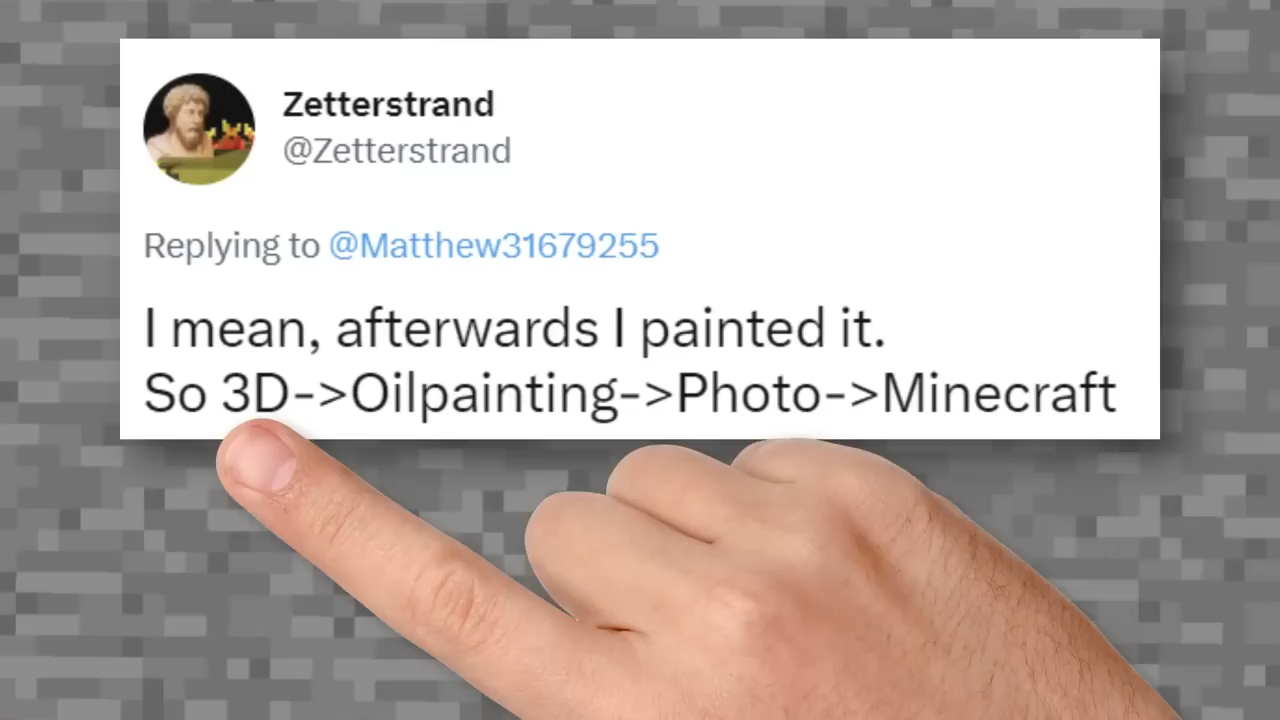 Zetterstrand
@Zetterstrand
Replying to @Matthew31679255
I mean, afterwards I painted it.
So 3D->Oilpainting->Photo->Minecraft